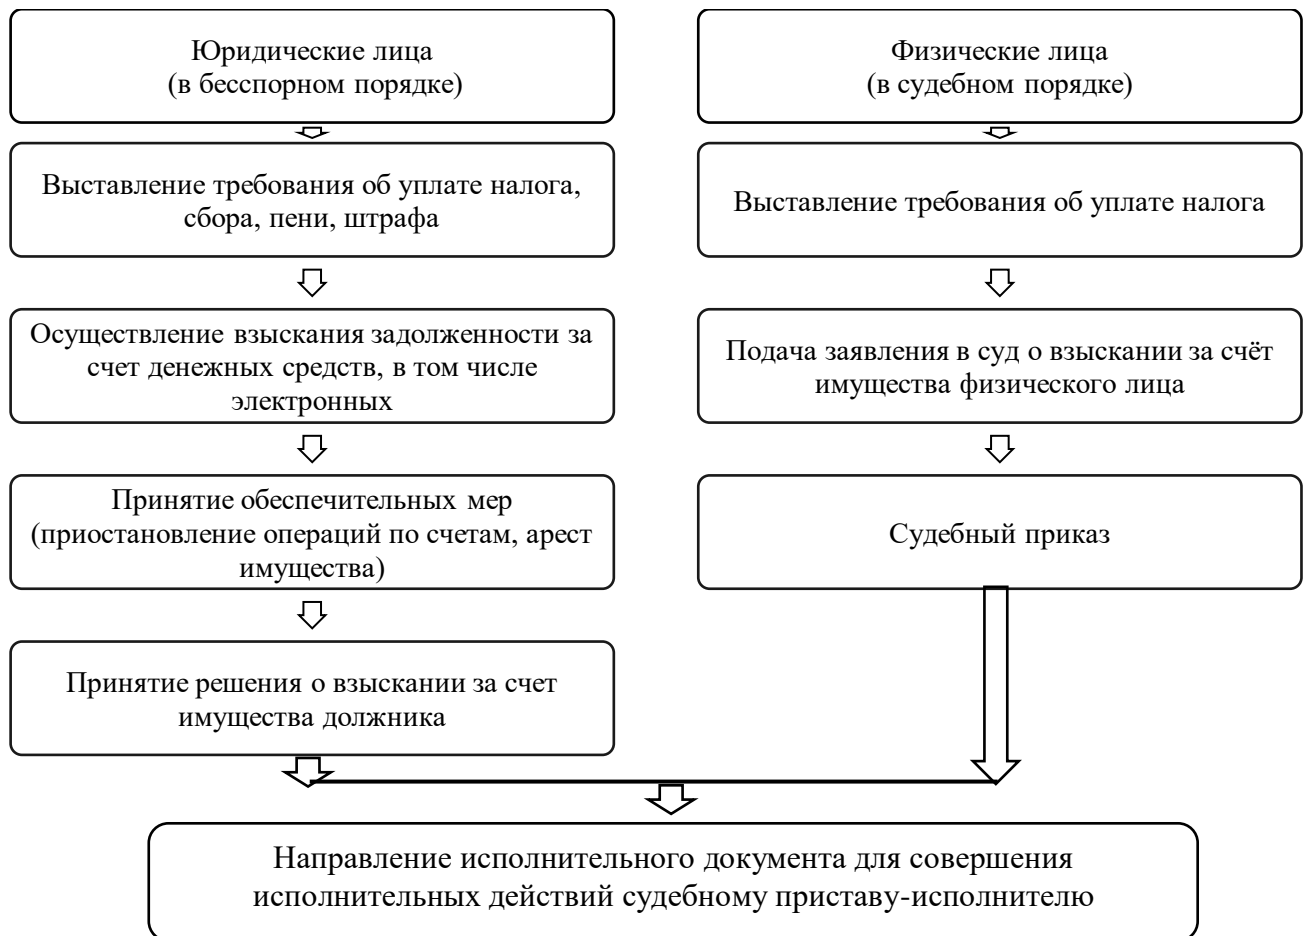 Юридические лица
(в бесспорном порядке)
Физические лица
(в судебном порядке)
Выставление требования об уплате налога,
сбора, пени, штрафа
Выставление требования об уплате налога
Осуществление взыскания задолженности за
счет денежных средств, в том числе
электронных
Подача заявления в суд о взыскании за счёт
имущества физического лица
Принятие обеспечительных мер
(приостановление операций по счетам, арест
имущества)
Судебный приказ
Принятие решения о взыскании за счет
имущества должника
Направление исполнительного документа для совершения
исполнительных действий судебному приставу-исполнителю